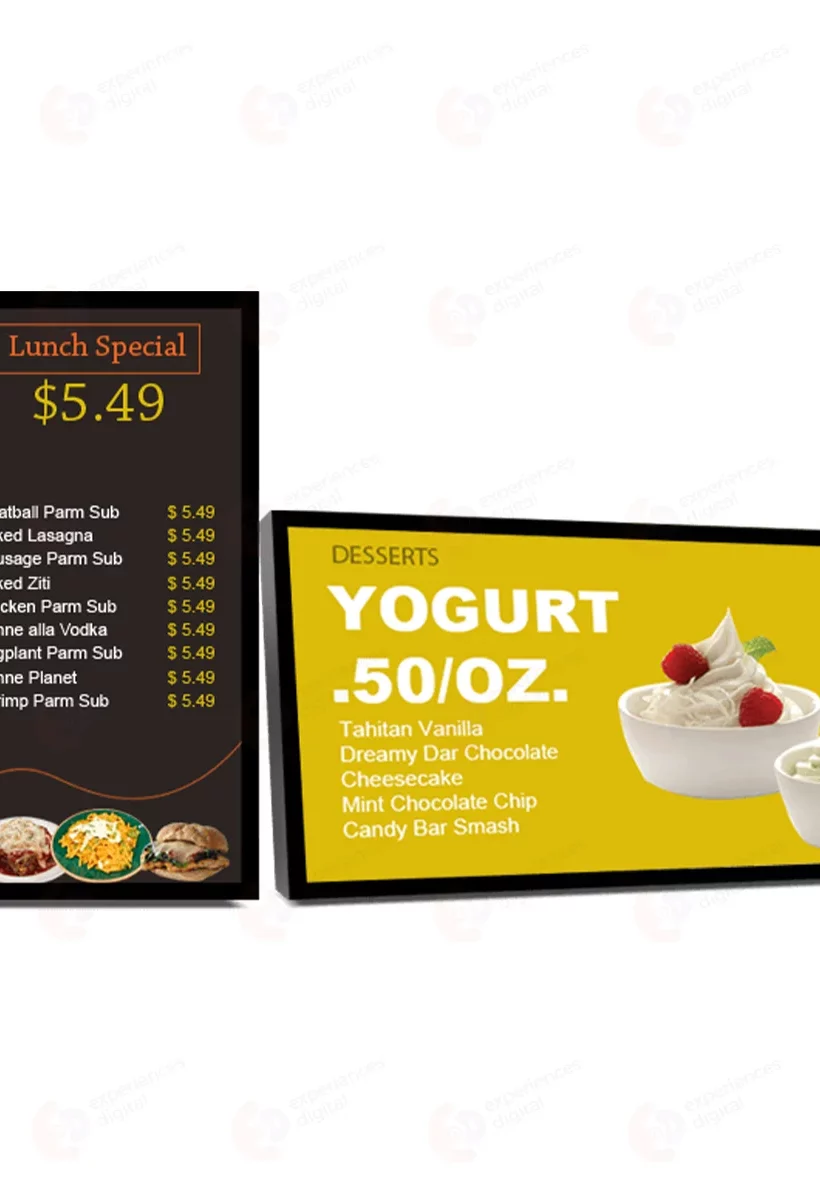 Lunch Special
$5.49
atball Parm Sub $ 5.49
ked Lasagna $ 5.49
usage Parm Sub $ 5.49
ked Ziti $ 5.49
cken Parm Sub $ 5.49
nne alla Vodka $ 5.49
gplant Parm Sub $ 5.49
nne Planet $ 5.49
rimp Parm Sub $ 5.49
DESSERTS
YOGURT
.50/OZ.
Tahitan Vanilla
Dreamy Dar Chocolate
Cheesecake
Mint Chocolate Chip
Candy Bar Smash
experiences
digital